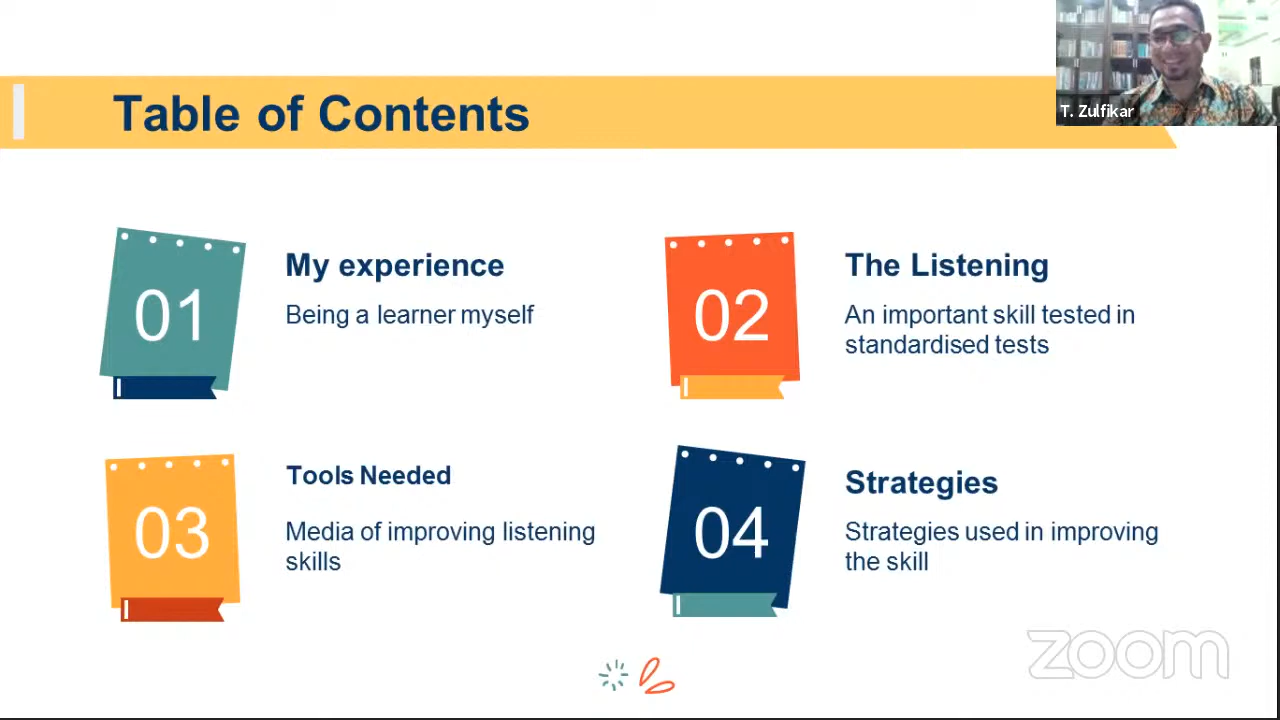 Table of Contents
T. Zulfikar
01
My experience
Being a learner myself
02
The Listening
An important skill tested in
standardised tests
03
Tools Needed
Media of improving listening
skills
04
Strategies
Strategies used in improving
the skill
zoom